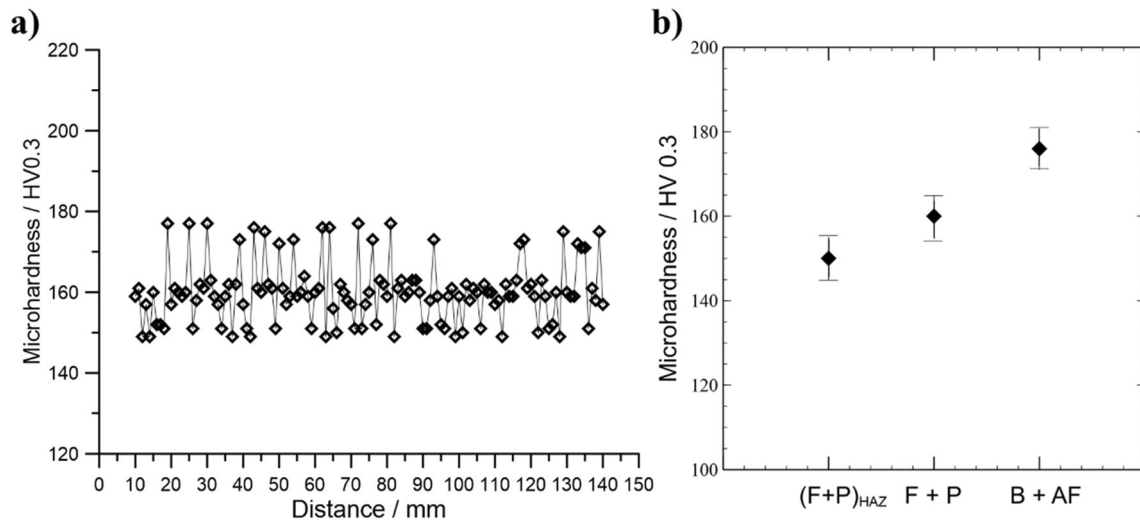 a)
220
200
180
160
140
120
Microhardness / HV0.3
0 10 20 30 40 50 60 70 80 90 100 110 120 130 140 150
Distance / mm
b)
200
180
160
140
120
100
Microhardness / HV 0.3
(F+P)HAZ F + P B + AF